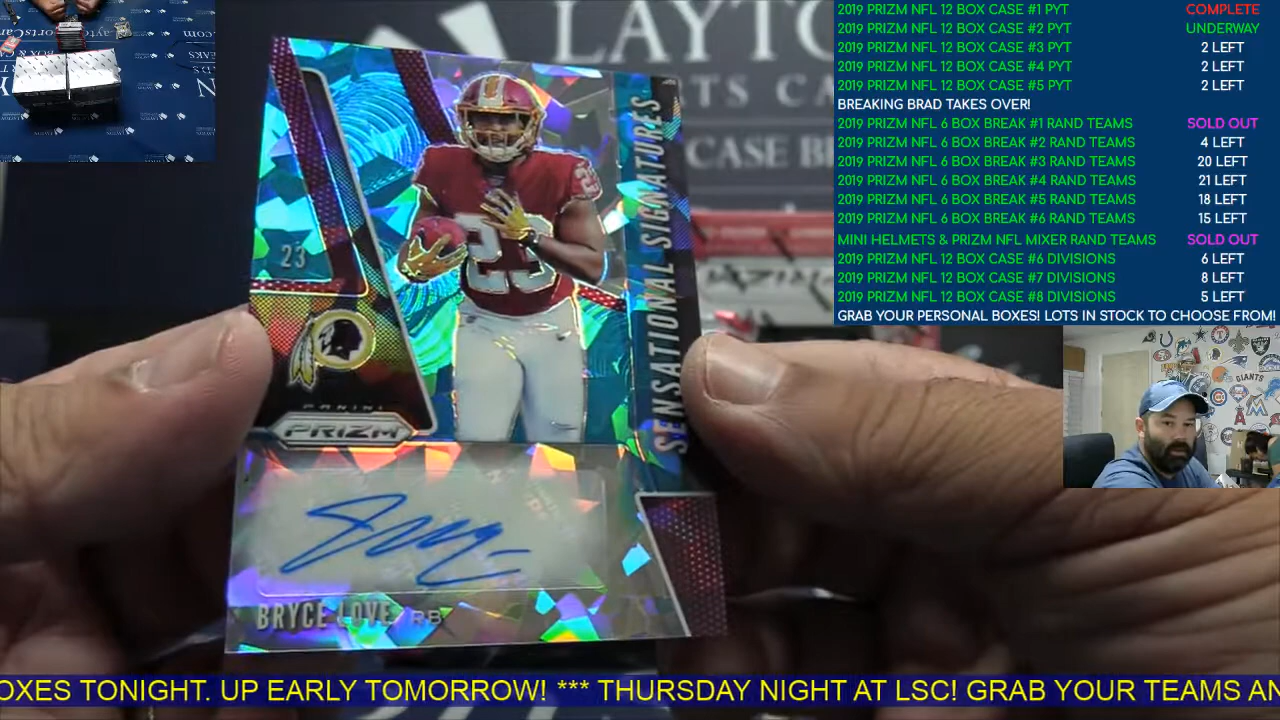 2019 PRIZM NFL 12 BOX CASE #1 PYT COMPLETE
2019 PRIZM NFL 12 BOX CASE #2 PYT UNDERWAY
2019 PRIZM NFL 12 BOX CASE #3 PYT 2 LEFT
2019 PRIZM NFL 12 BOX CASE #4 PYT 2 LEFT
2019 PRIZM NFL 12 BOX CASE #5 PYT 2 LEFT
BREAKING BRAD TAKES OVER!
2019 PRIZM NFL 6 BOX BREAK #1 RAND TEAMS SOLD OUT
2019 PRIZM NFL 6 BOX BREAK #2 RAND TEAMS 4 LEFT
2019 PRIZM NFL 6 BOX BREAK #3 RAND TEAMS 20 LEFT
2019 PRIZM NFL 6 BOX BREAK #4 RAND TEAMS 21 LEFT
2019 PRIZM NFL 6 BOX BREAK #5 RAND TEAMS 18 LEFT
2019 PRIZM NFL 6 BOX BREAK #6 RAND TEAMS 15 LEFT
MINI HELMETS & PRIZM NFL MIXER RAND TEAMS SOLD OUT
2019 PRIZM NFL 12 BOX CASE #6 DIVISIONS 6 LEFT
2019 PRIZM NFL 12 BOX CASE #7 DIVISIONS 8 LEFT
2019 PRIZM NFL 12 BOX CASE #8 DIVISIONS 5 LEFT
GRAB YOUR PERSONAL BOXES! LOTS IN STOCK TO CHOOSE FROM!
LAYTO
TS CA
CASE B
SENSATIONAL SIGNATURES
23
23
PANINI
PRIZM
BRYCE LOVE RB
GIANTS
OXES TONIGHT. UP EARLY TOMORROW! *** THURSDAY NIGHT AT LSC! GRAB YOUR TEAMS AN